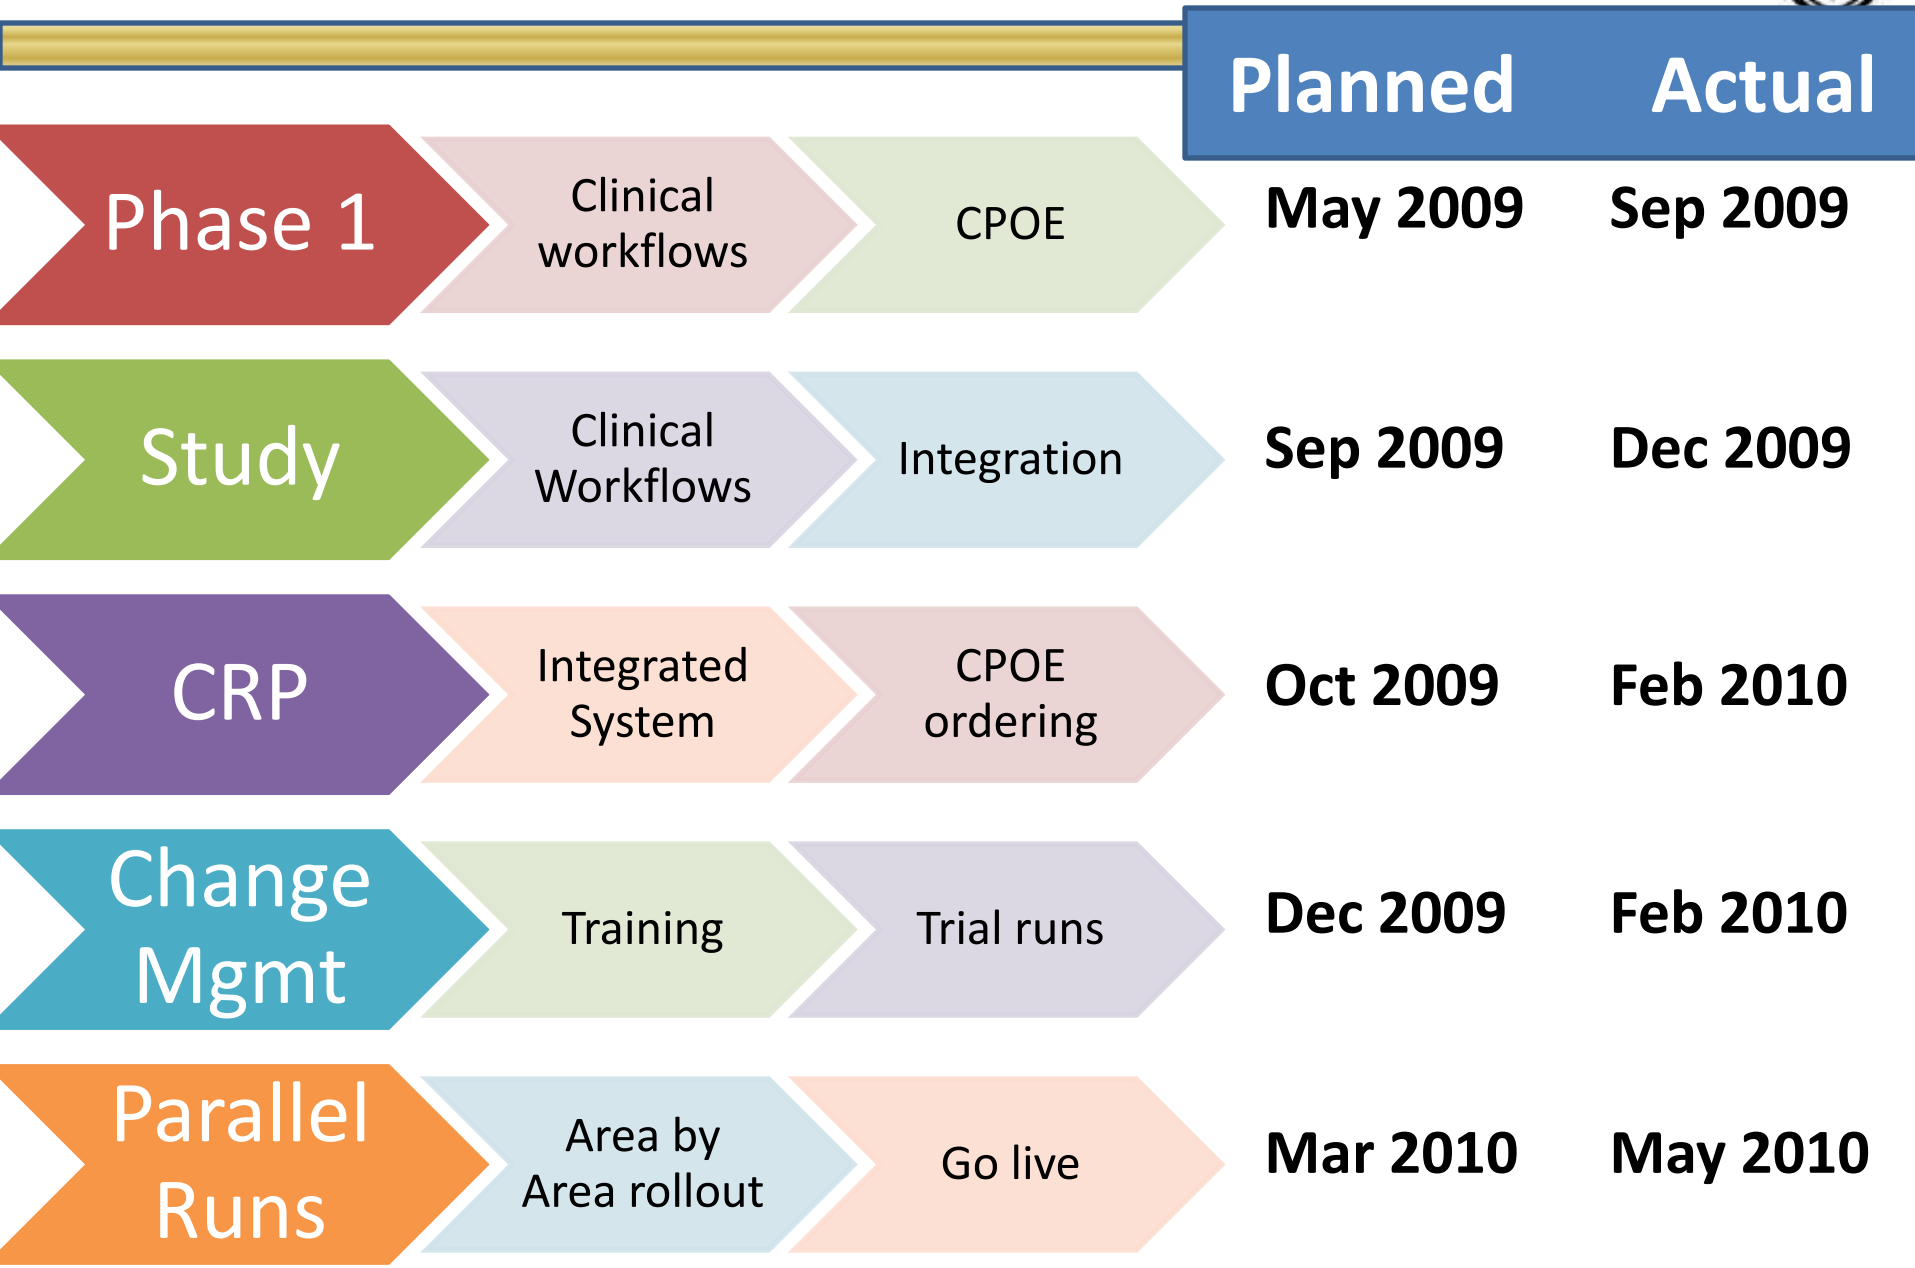 Planned Actual
Phase 1
Clinical
workflows
CPOE
May 2009 Sep 2009
Study
Clinical
Workflows
Integration
Sep 2009 Dec 2009
CRP
Integrated
System
CPOE
ordering
Oct 2009 Feb 2010
Change
Mgmt
Training
Trial runs
Dec 2009 Feb 2010
Parallel
Runs
Area by
Area rollout
Go live
Mar 2010 May 2010